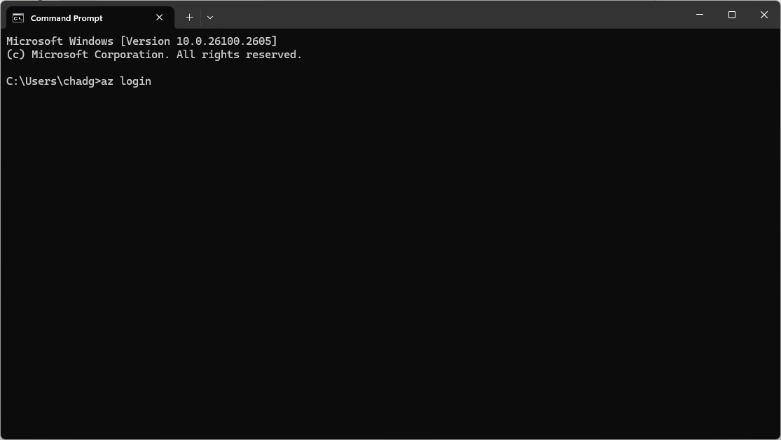 Command Prompt
Microsoft Windows [Version 10.0.26100.2605]
(c) Microsoft Corporation. All rights reserved.
C:\Users\chadg>az login